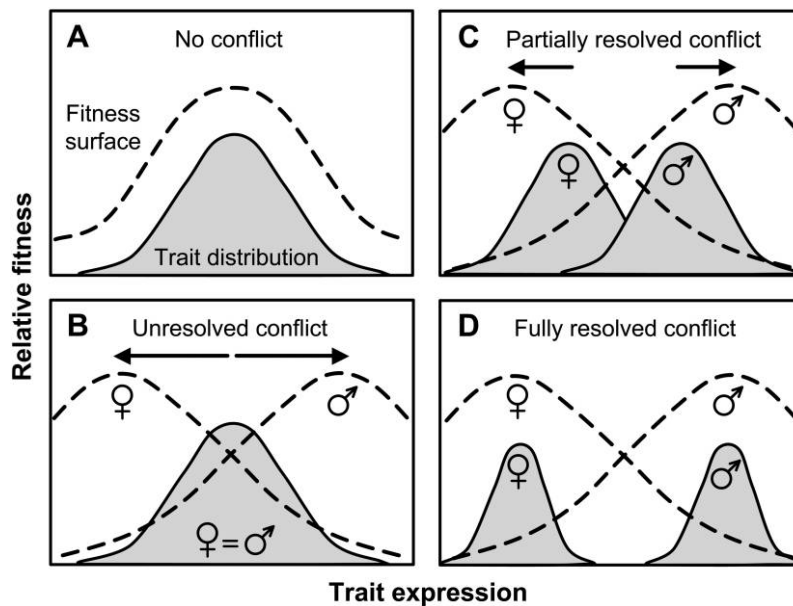 A
No conflict
Fitness
surface
Trait distribution
B
Unresolved conflict
♀
♂
♀=♂
C
Partially resolved conflict
♀
♂
♀
♂
D
Fully resolved conflict
♀
♂
♀
♂
Relative fitness
Trait expression